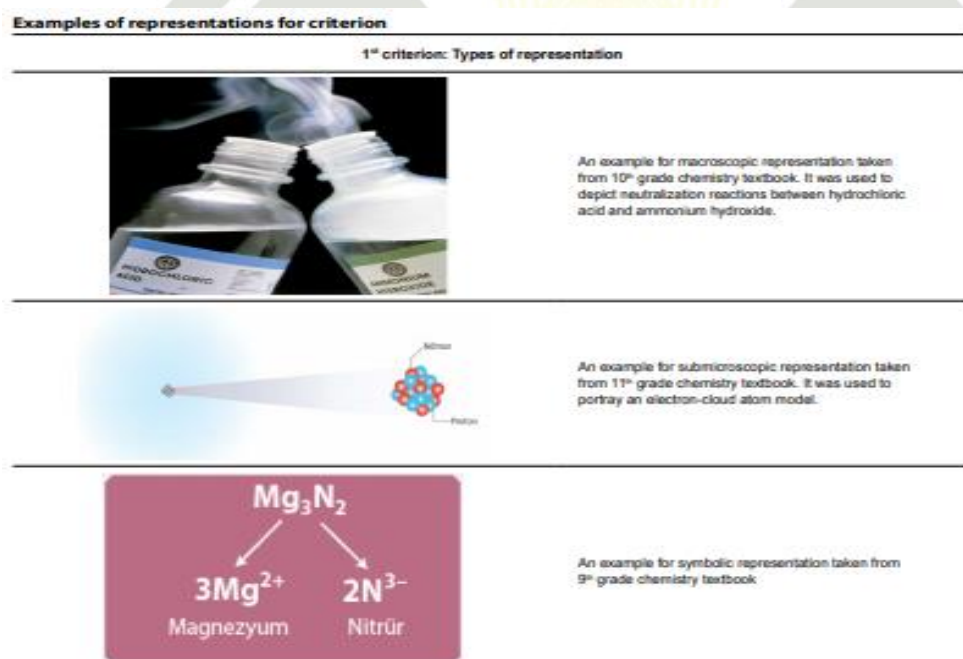 Examples of representations for criterion
1st criterion: Types of representation
HIDROCHLORIC
ACID
HYDROXIDE
An example for macroscopic representation taken
from 10th grade chemistry textbook. It was used to
depict neutralization reactions between hydrochloric
acid and ammonium hydroxide.
Nötron
Proton
An example for submicroscopic representation taken
from 11th grade chemistry textbook. It was used to
portray an electron-cloud atom model.
Mg₃N₂
3Mg²⁺ 2N³⁻
Magnezyum Nitrür
An example for symbolic representation taken from
9th grade chemistry textbook